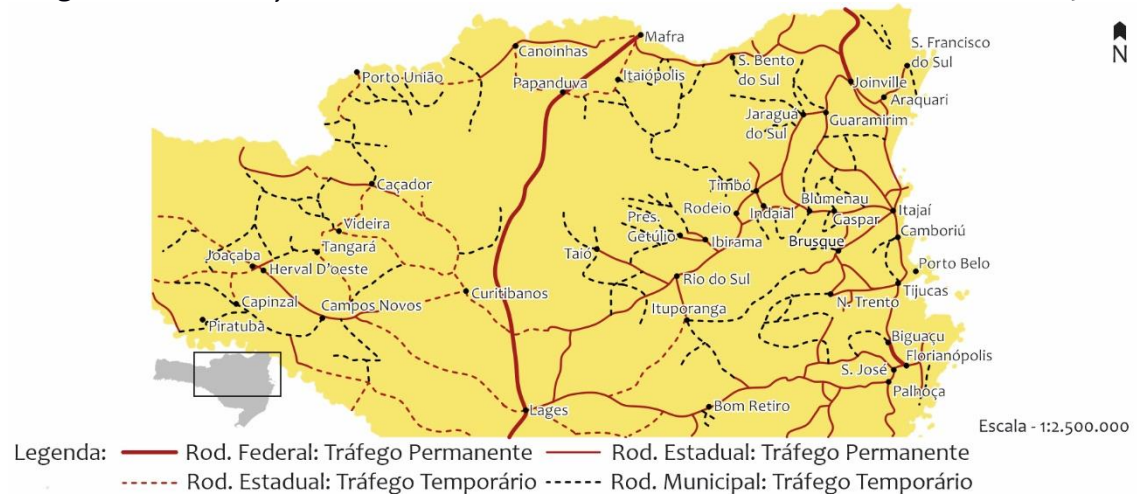 Mafra
Canoinhas
S. Francisco
do Sul
N
Porto União
Papanduva
Itaiópolis
S. Bento
do Sul
Joinville
Araquari
Jaraguá
do Sul
Guaramirim
Caçador
Timbó
Blumenau
Rodeio
Indaial
Gaspar
Itajaí
Videira
Pres.
Getúlio
Ibirama
Brusque
Camboriú
Tangará
Joaçaba
Herval D'oeste
Taió
Porto Belo
Rio do Sul
Tijucas
Capinzal
Campos Novos
Curitibanos
Ituporanga
N. Trento
Piratuba
Biguaçu
Florianópolis
S. José
Palhoça
Lages
Bom Retiro
Escala - 1:2.500.000
Legenda: Rod. Federal: Tráfego Permanente Rod. Estadual: Tráfego Permanente
Rod. Estadual: Tráfego Temporário Rod. Municipal: Tráfego Temporário